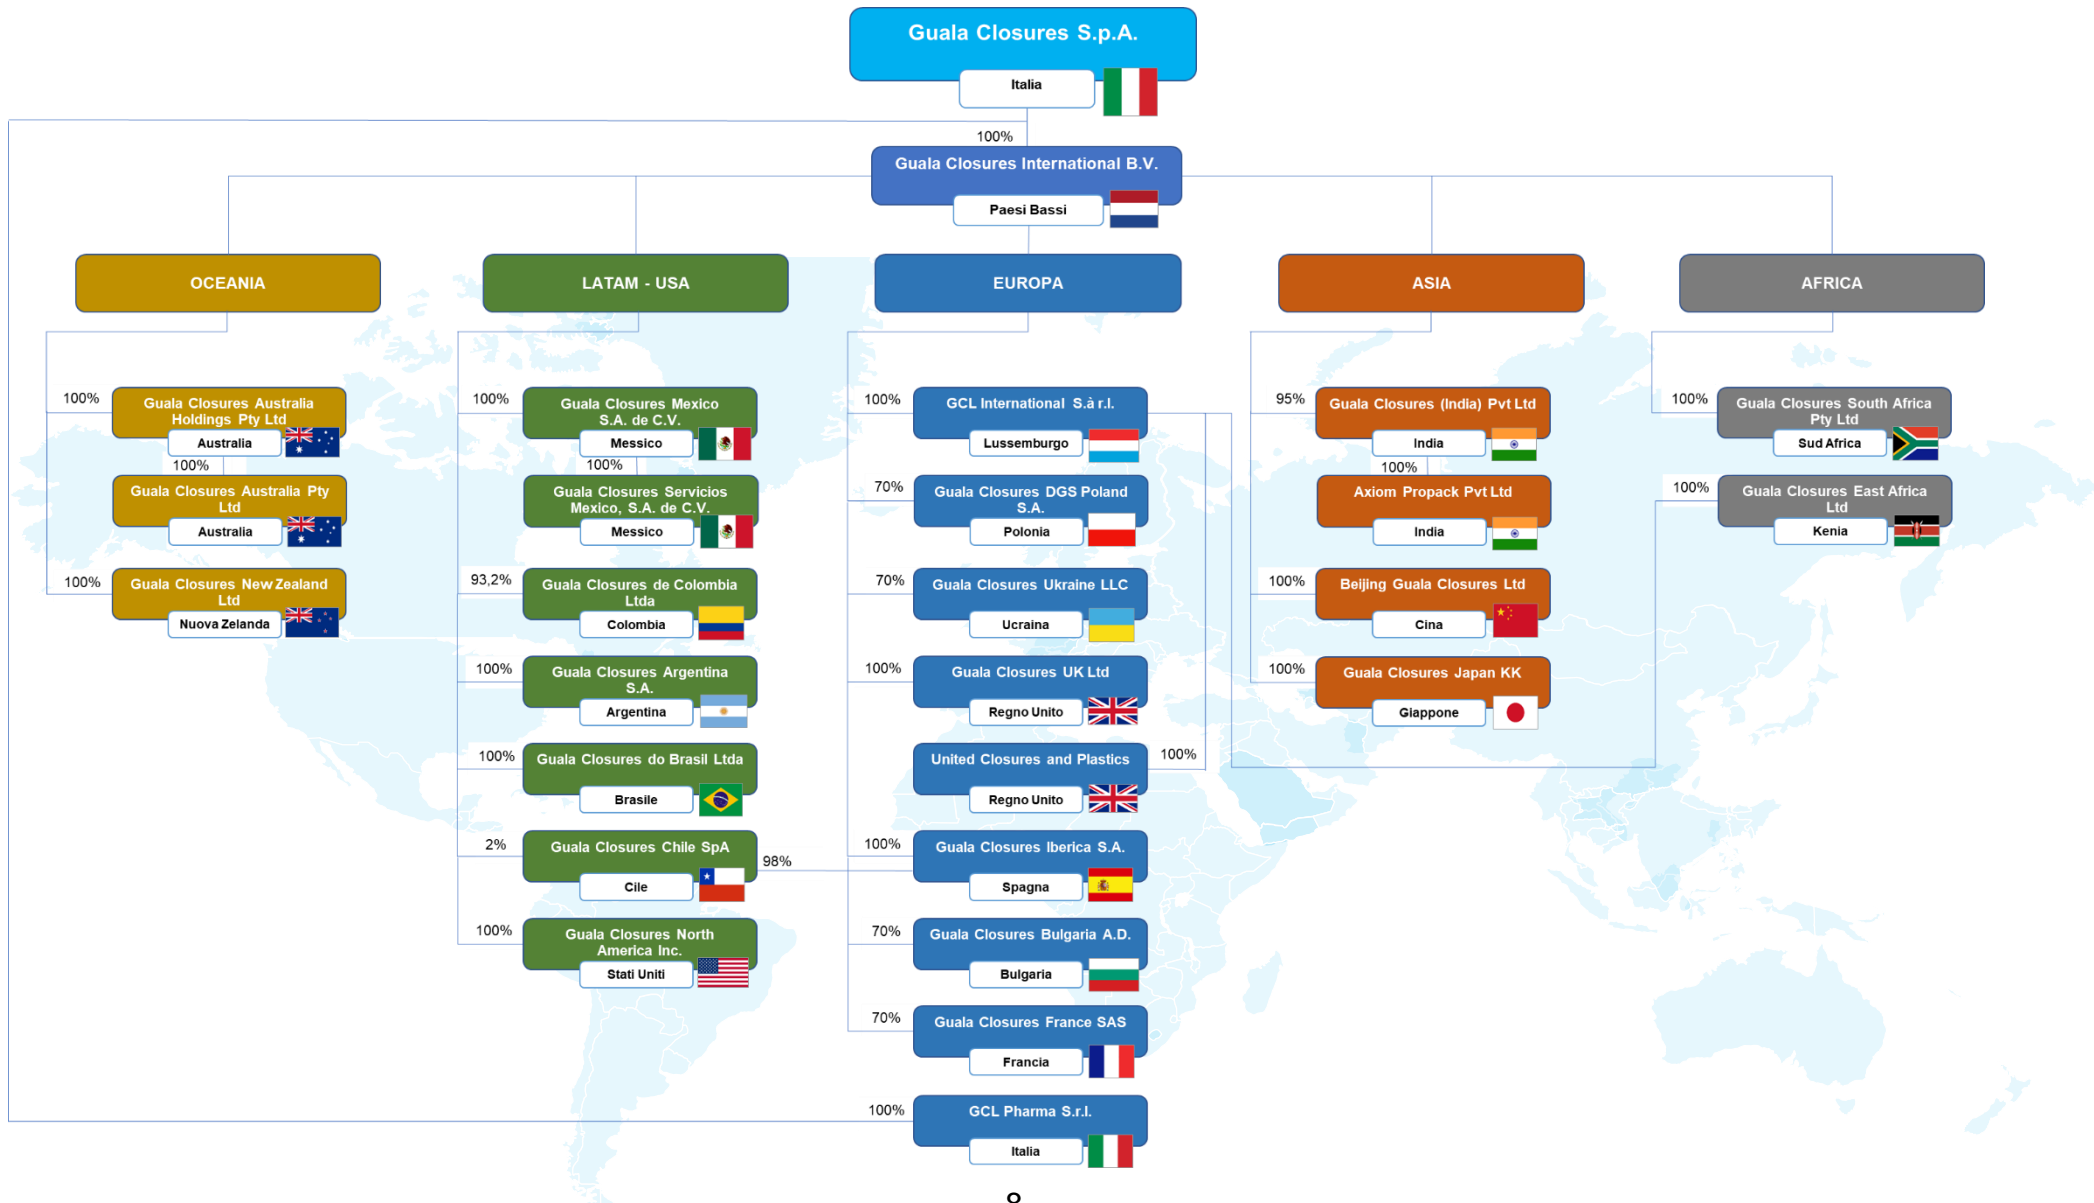 Guala Closures S.p.A.
Italia
100%
Guala Closures International B.V.
Paesi Bassi
OCEANIA
LATAM - USA
EUROPA
ASIA
AFRICA
100%
Guala Closures Australia
Holdings Pty Ltd
Australia
100%
Guala Closures Australia Pty
Ltd
Australia
100%
Guala Closures New Zealand
Ltd
Nuova Zelanda
100%
Guala Closures Mexico
S.A. de C.V.
Messico
100%
Guala Closures Servicios
Mexico, S.A. de C.V.
Messico
93,2%
Guala Closures de Colombia
Ltda
Colombia
100%
Guala Closures Argentina
S.A.
Argentina
100%
Guala Closures do Brasil Ltda
Brasile
2%
Guala Closures Chile SpA
98%
Cile
100%
Guala Closures North
America Inc.
Stati Uniti
100%
GCL International S.à r.l.
Lussemburgo
70%
Guala Closures DGS Poland
S.A.
Polonia
70%
Guala Closures Ukraine LLC
Ucraina
100%
Guala Closures UK Ltd
Regno Unito
United Closures and Plastics
100%
Regno Unito
100%
Guala Closures Iberica S.A.
Spagna
70%
Guala Closures Bulgaria A.D.
Bulgaria
70%
Guala Closures France SAS
Francia
100%
GCL Pharma S.r.l.
Italia
95%
Guala Closures (India) Pvt Ltd
India
100%
Axiom Propack Pvt Ltd
India
100%
Beijing Guala Closures Ltd
Cina
100%
Guala Closures Japan KK
Giappone
100%
Guala Closures South Africa
Pty Ltd
Sud Africa
100%
Guala Closures East Africa
Ltd
Kenia